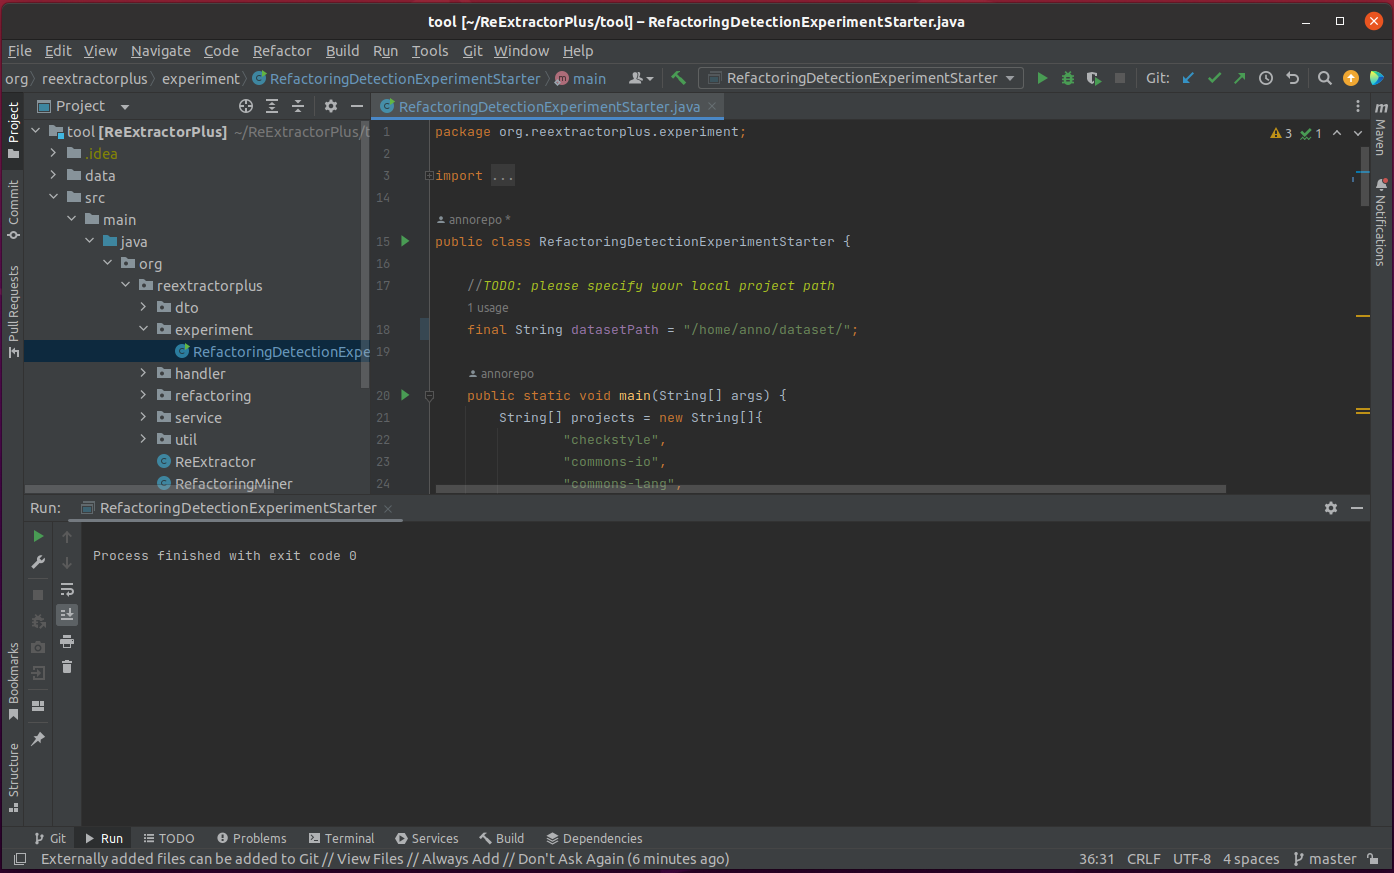 tool [~/ReExtractorPlus/tool] – RefactoringDetectionExperimentStarter.java
File Edit View Navigate Code Refactor Build Run Tools Git Window Help
org reextractorplus experiment RefactoringDetectionExperimentStarter main RefactoringDetectionExperimentStarter Git:
Project
RefactoringDetectionExperimentStarter.java
tool [ReExtractorPlus] ~/ReExtractorPlus/t
.idea
data
src
main
java
org
reextractorplus
dto
experiment
RefactoringDetectionExpe
handler
refactoring
service
util
ReExtractor
RefactoringMiner
1 package org.reextractorplus.experiment;
2
3 import ...
14
annorepo *
15 public class RefactoringDetectionExperimentStarter {
16
17 //TODO: please specify your local project path
1 usage
18 final String datasetPath = "/home/anno/dataset/";
19
annorepo
20 public static void main(String[] args) {
21 String[] projects = new String[]{
22 "checkstyle",
23 "commons-io",
24 "commons-lang",
3 1
Project
Commit
Pull Requests
Bookmarks
Structure
m
Maven
Notifications
Run: RefactoringDetectionExperimentStarter
Process finished with exit code 0
Git Run TODO Problems Terminal Services Build Dependencies
Externally added files can be added to Git // View Files // Always Add // Don't Ask Again (6 minutes ago) 36:31 CRLF UTF-8 4 spaces master